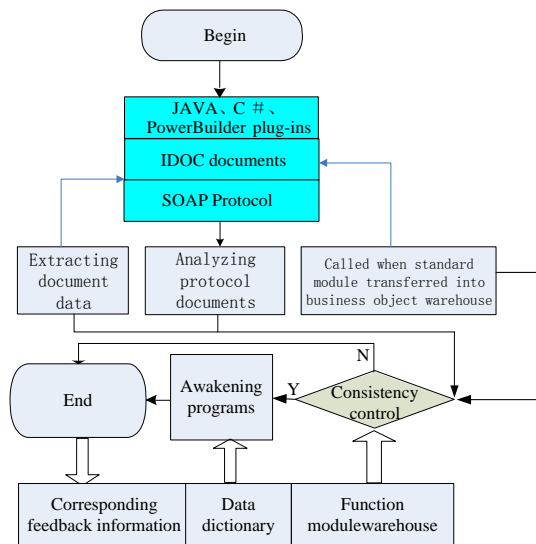 Begin
JAVA、C #、
PowerBuilder plug-ins
IDOC documents
SOAP Protocol
Extracting
document
data
Analyzing
protocol
documents
Called when standard
module transferred into
business object warehouse
N
End
Awakening
programs
Y
Consistency
control
Corresponding
feedback information
Data
dictionary
Function
modulewarehouse